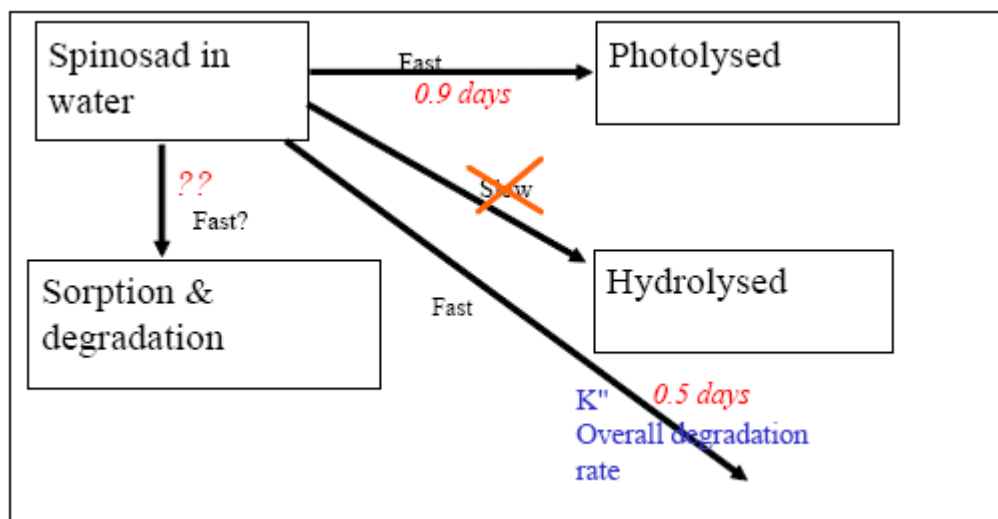 Spinosad in
water
Fast
0.9 days
Photolysed
??
Fast?
Slow
Sorption &
degradation
Fast
Hydrolysed
K"
0.5 days
Overall degradation
rate